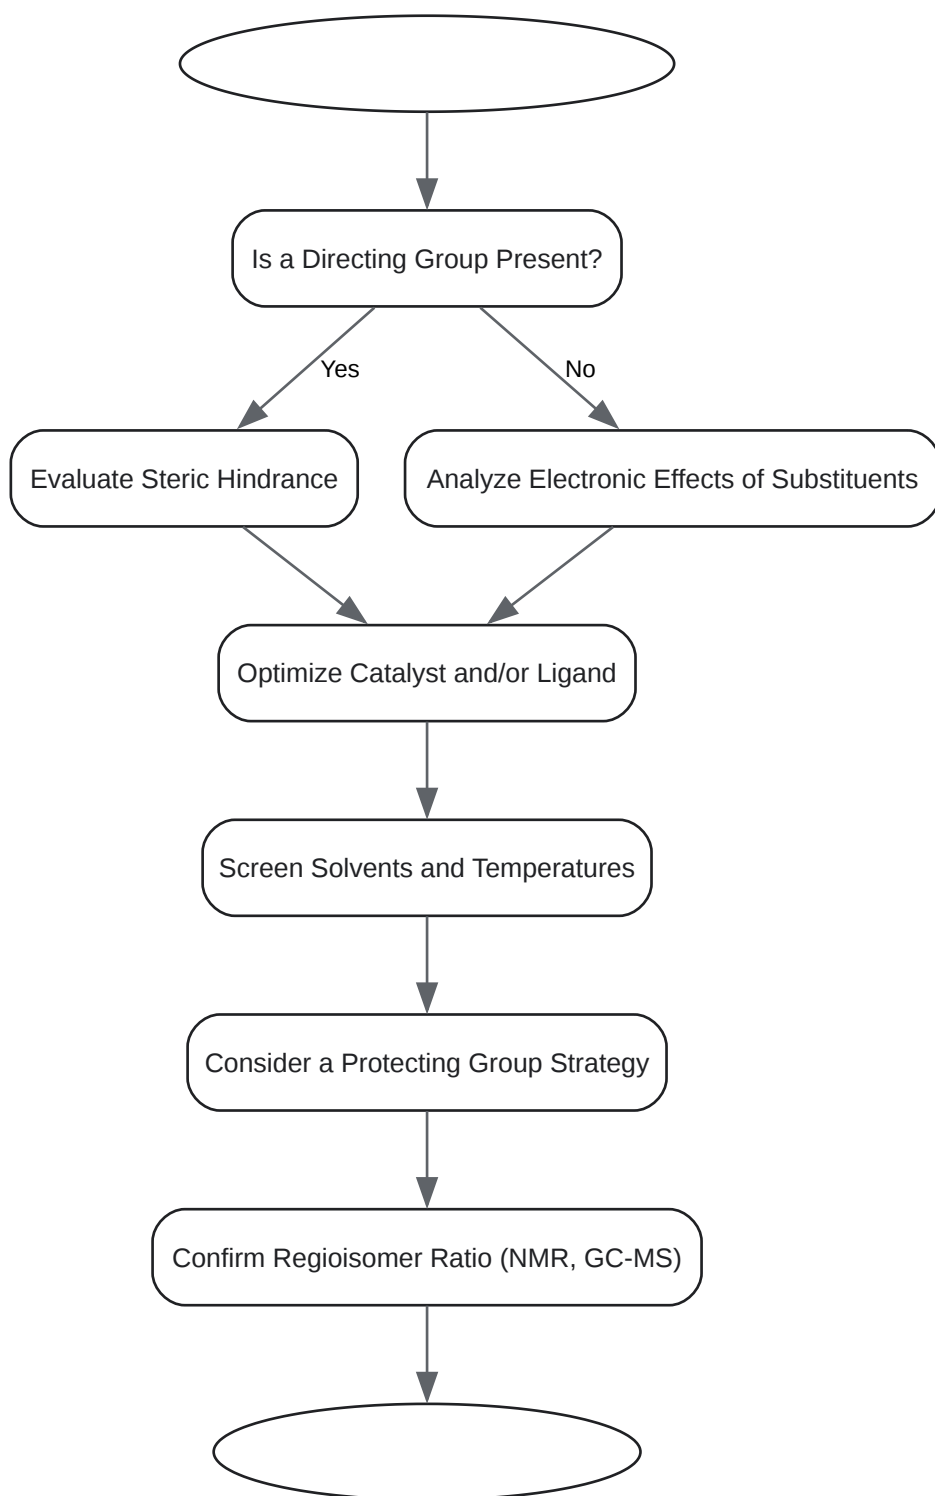 Is a Directing Group Present?
Yes
No
Evaluate Steric Hindrance
Analyze Electronic Effects of Substituents
Optimize Catalyst and/or Ligand
Screen Solvents and Temperatures
Consider a Protecting Group Strategy
Confirm Regioisomer Ratio (NMR, GC-MS)